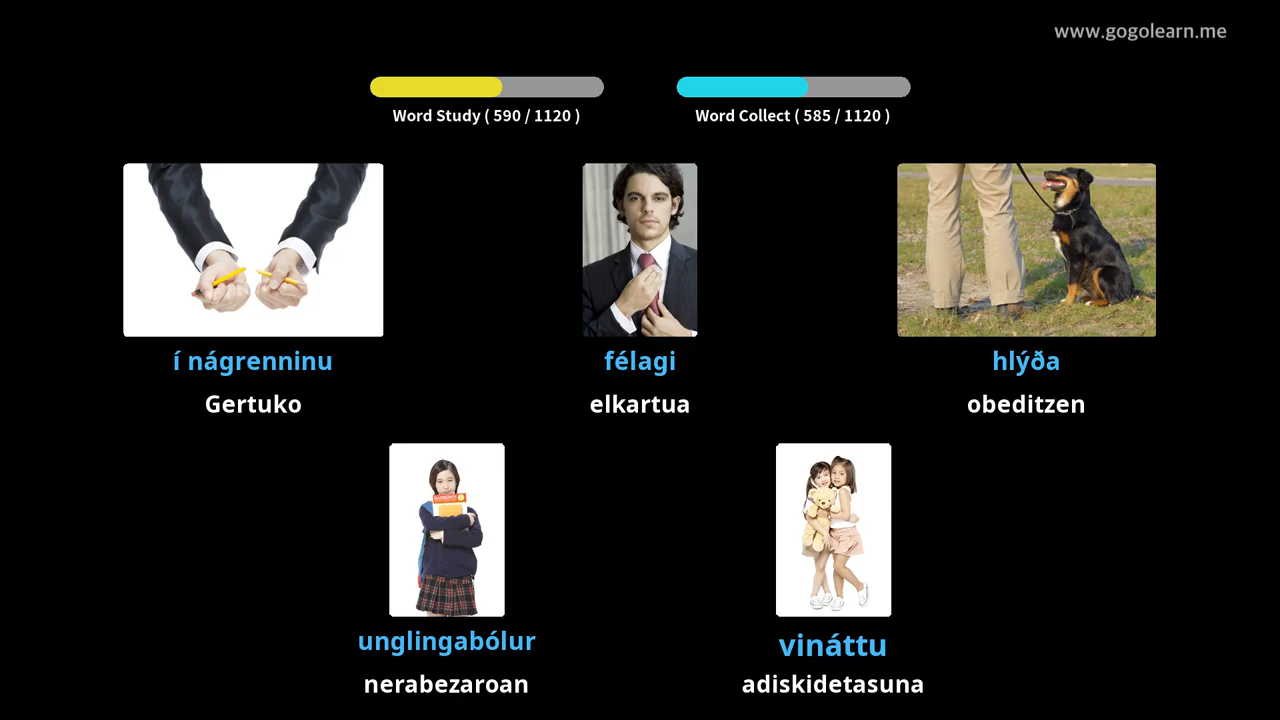 www.gogolearn.me
Word Study ( 590 / 1120 )
Word Collect ( 585 / 1120 )
í nágrenninu
félagi
hlýða
Gertuko
elkartua
obeditzen
unglingabólur
vináttu
nerabezaroan
adiskidetasuna